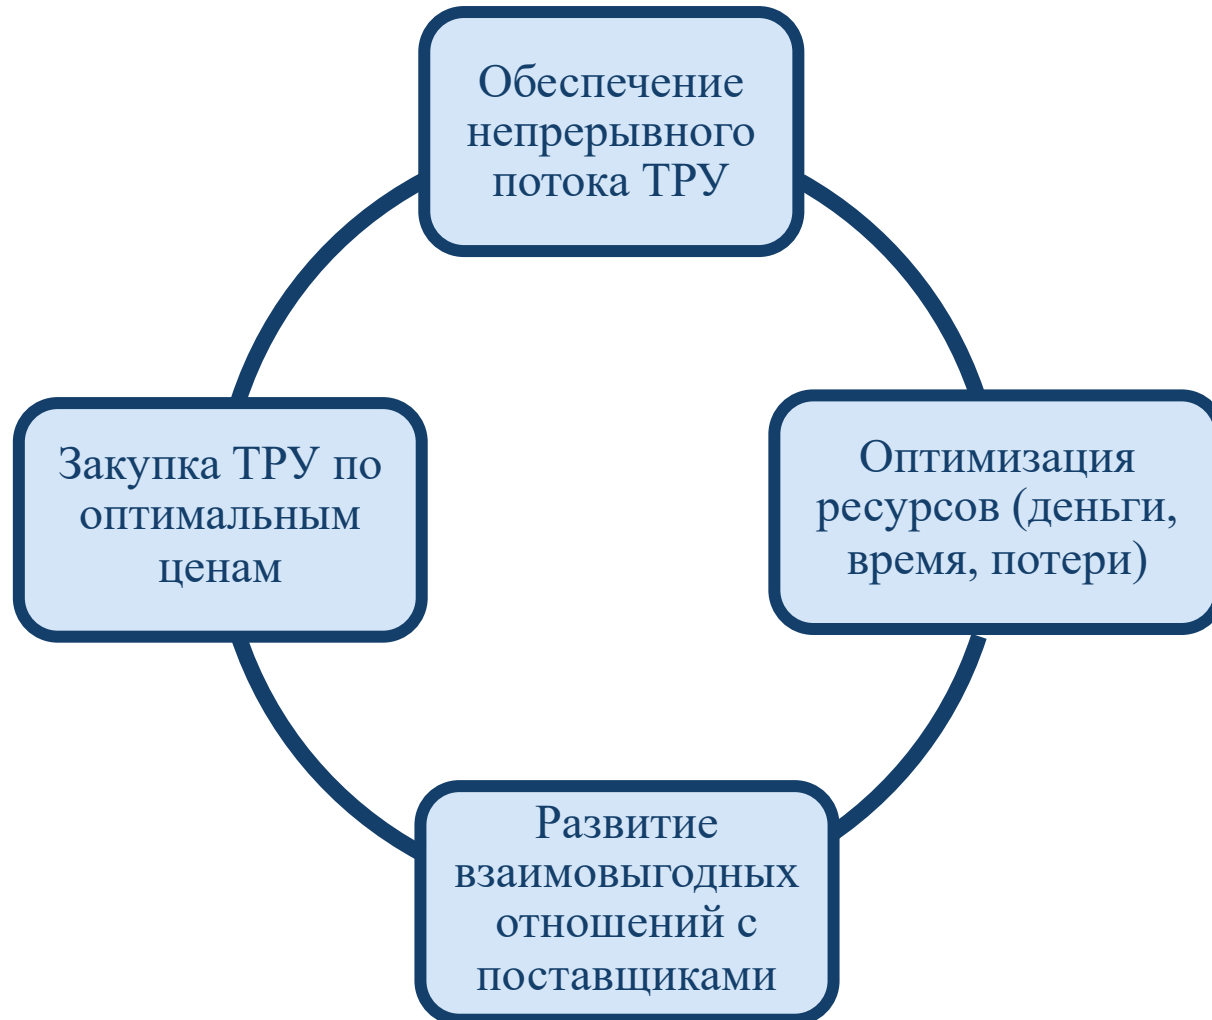 Обеспечение
непрерывного
потока ТРУ
Закупка ТРУ по
оптимальным
ценам
Оптимизация
ресурсов (деньги,
время, потери)
Развитие
взаимовыгодных
отношений с
поставщиками